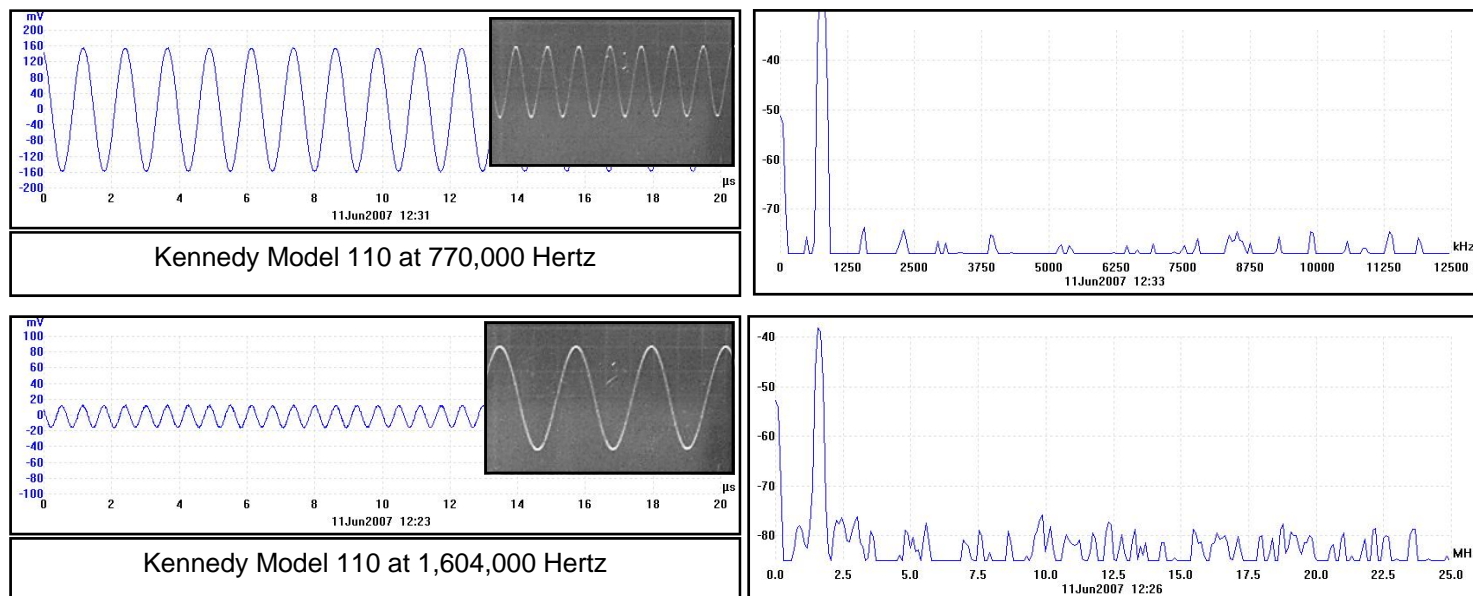 mV
200
160
120
80
40
0
-40
-80
-120
-160
-200
0 2 4 6 8 10 12 14 16 18 20
µs
11Jun2007 12:31
Kennedy Model 110 at 770,000 Hertz
-40
-50
-60
-70
kHz
0 1250 2500 3750 5000 6250 7500 8750 10000 11250 12500
11Jun2007 12:33
mV
100
80
60
40
20
0
-20
-40
-60
-80
-100
0 2 4 6 8 10 12 14 16 18 20
µs
11Jun2007 12:23
Kennedy Model 110 at 1,604,000 Hertz
-40
-50
-60
-70
-80
MH
0.0 2.5 5.0 7.5 10.0 12.5 15.0 17.5 20.0 22.5 25.0
11Jun2007 12:26